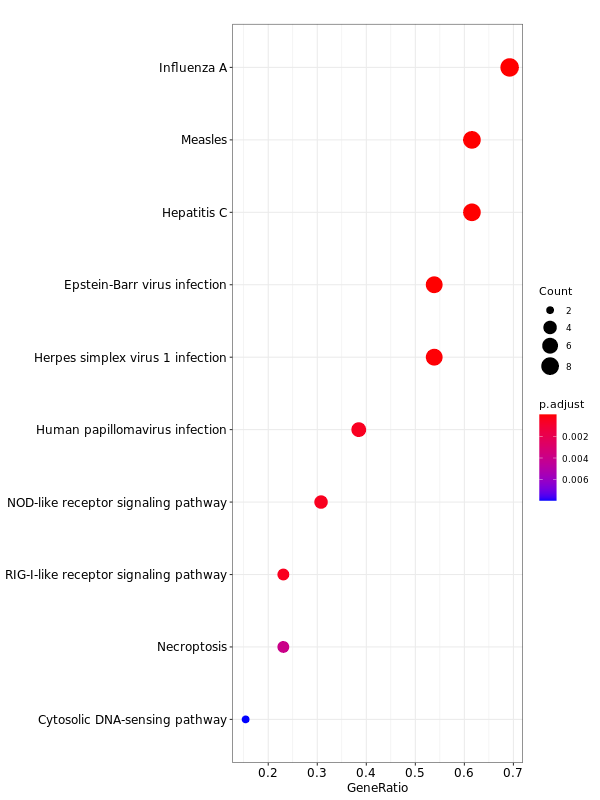 Influenza A
Measles
Hepatitis C
Epstein-Barr virus infection
Herpes simplex virus 1 infection
Human papillomavirus infection
NOD-like receptor signaling pathway
RIG-I-like receptor signaling pathway
Necroptosis
Cytosolic DNA-sensing pathway
0.2 0.3 0.4 0.5 0.6 0.7
GeneRatio
Count
2
4
6
8
p.adjust
0.002
0.004
0.006